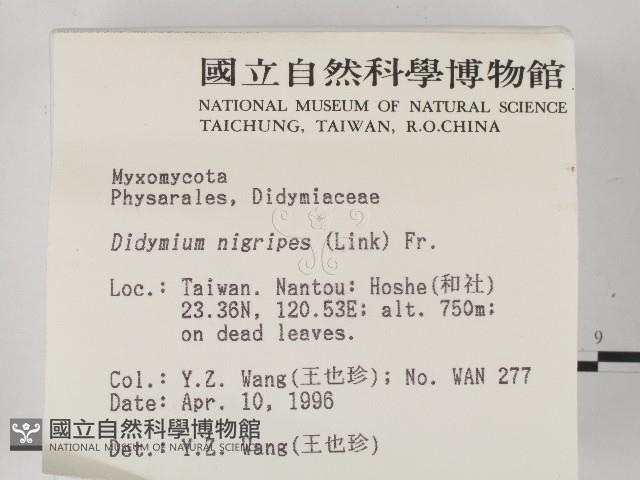 國立自然科學博物館
NATIONAL MUSEUM OF NATURAL SCIENCE
TAICHUNG, TAIWAN, R.O.CHINA
Myxomycota
Physarales, Didymiaceae
Didymium nigripes (Link) Fr.
Loc.: Taiwan. Nantou: Hoshe(和社)
23.36N, 120.53E; alt. 750m;
on dead leaves.
9
Col.: Y.Z. Wang(王也珍); No. WAN 277
Date: Apr. 10, 1996
國立自然科學博物館
NATIONAL MUSEUM OF NATURAL SCIENCE
Det.: Y.Z. Wang(王也珍)